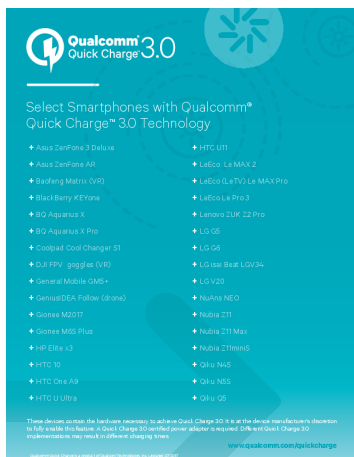 Qualcomm®
Quick Charge™ 3.0
Select Smartphones with Qualcomm®
Quick Charge™ 3.0 Technology
+ Asus ZenFone 3 Deluxe
+ Asus ZenFone AR
+ Baofeng Matrix (VR)
+ BlackBerry KEYone
+ BQ Aquarius X
+ BQ Aquarius X Pro
+ Coolpad Cool Changer S1
+ DJI FPV goggles (VR)
+ General Mobile GM5+
+ GeniusIDEA Follow (drone)
+ Gionee M2017
+ Gionee M6S Plus
+ HP Elite x3
+ HTC 10
+ HTC One A9
+ HTC U Ultra
+ HTC U11
+ LeEco Le MAX 2
+ LeEco (LeTV) Le MAX Pro
+ LeEco Le Pro 3
+ Lenovo ZUK Z2 Pro
+ LG G5
+ LG G6
+ LG isai Beat LGV34
+ LG V20
+ NuAns NEO
+ Nubia Z11
+ Nubia Z11 Max
+ Nubia Z11miniS
+ Qiku N45
+ Qiku N5S
+ Qiku Q5
These devices contain the hardware necessary to achieve Quick Charge 3.0. It is at the device manufacturer's discretion
to fully enable this feature. A Quick Charge 3.0 certified power adapter is required. Different Quick Charge 3.0
implementations may result in different charging times.
www.qualcomm.com/quickcharge